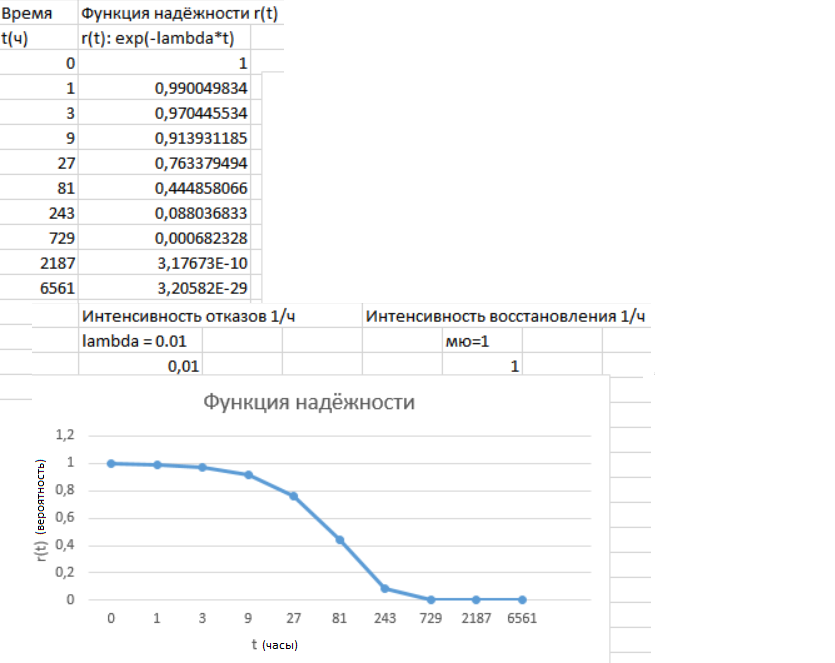 Время Функция надёжности r(t)
t(ч) r(t): exp(-lambda*t)
0 1
1 0,990049834
3 0,970445534
9 0,913931185
27 0,763379494
81 0,444858066
243 0,088036833
729 0,000682328
2187 3,17673E-10
6561 3,20582E-29
Интенсивность отказов 1/ч Интенсивность восстановления 1/ч
lambda = 0.01 мю=1
0,01 1
Функция надёжности
1,2
1
0,8
0,6
0,4
0,2
0
r(t) (вероятность)
0 1 3 9 27 81 243 729 2187 6561
t (часы)